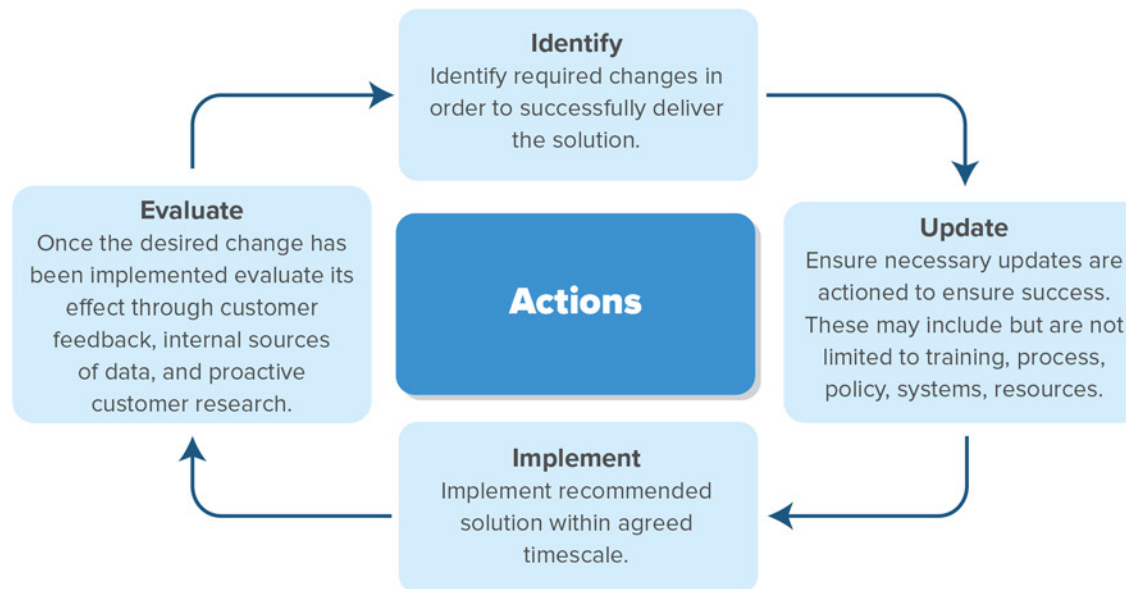 Identify
Identify required changes in
order to successfully deliver
the solution.
Evaluate
Once the desired change has
been implemented evaluate its
effect through customer
feedback, internal sources
of data, and proactive
customer research.
Actions
Update
Ensure necessary updates are
actioned to ensure success.
These may include but are not
limited to training, process,
policy, systems, resources.
Implement
Implement recommended
solution within agreed
timescale.